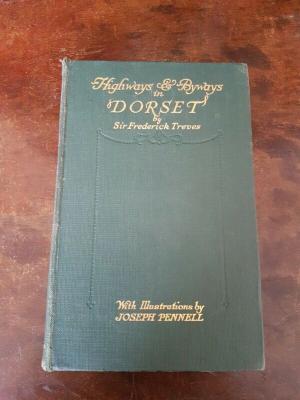 Highways & Byways
in
DORSET
by
Sir Frederick Treves
With Illustrations by
JOSEPH PENNELL